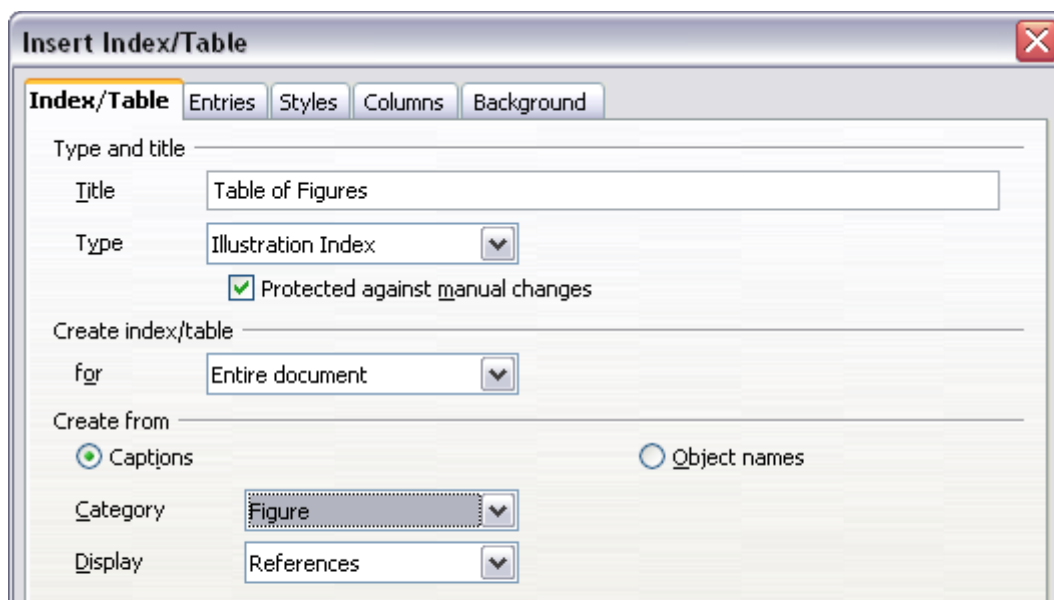 Insert Index/Table
Index/Table Entries Styles Columns Background
Type and title
Title Table of Figures
Type Illustration Index
Protected against manual changes
Create index/table
for Entire document
Create from
Captions Object names
Category Figure
Display References